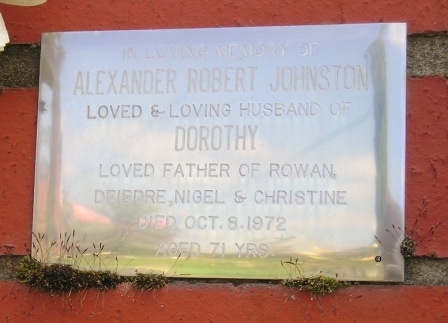 IN LOVING MEMORY OF
ALEXANDER ROBERT JOHNSTON
LOVED & LOVING HUSBAND OF
DOROTHY
LOVED FATHER OF ROWAN,
DEIRDRE, NIGEL & CHRISTINE
DIED OCT. 8. 1972
AGED 71 YRS.